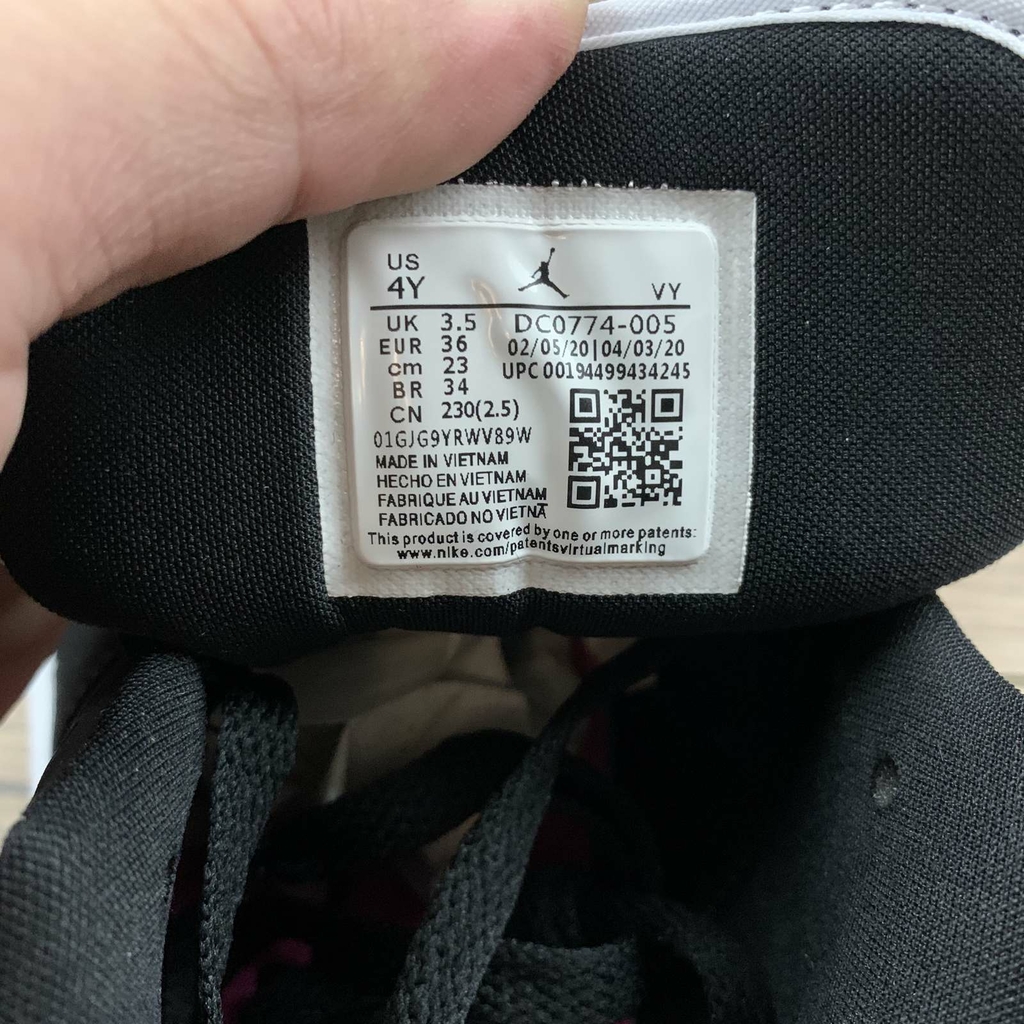 US
4Y
VY
UK 3.5 DC0774-005
EUR 36 02/05/20|04/03/20
cm 23 UPC 00194499434245
BR 34
CN 230(2.5)
01GJG9YRWV89W
MADE IN VIETNAM
HECHO EN VIETNAM
FABRIQUE AU VIETNAM
FABRICADO NO VIETNÃ
This product is covered by one or more patents:
www.nike.com/patentsvirtualmarking